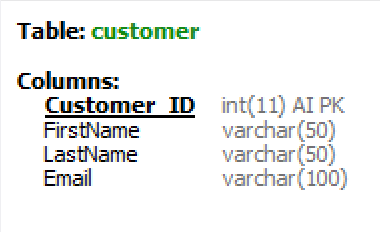 Table: customer
Columns:
Customer_ID int(11) AI PK
FirstName varchar(50)
LastName varchar(50)
Email varchar(100)